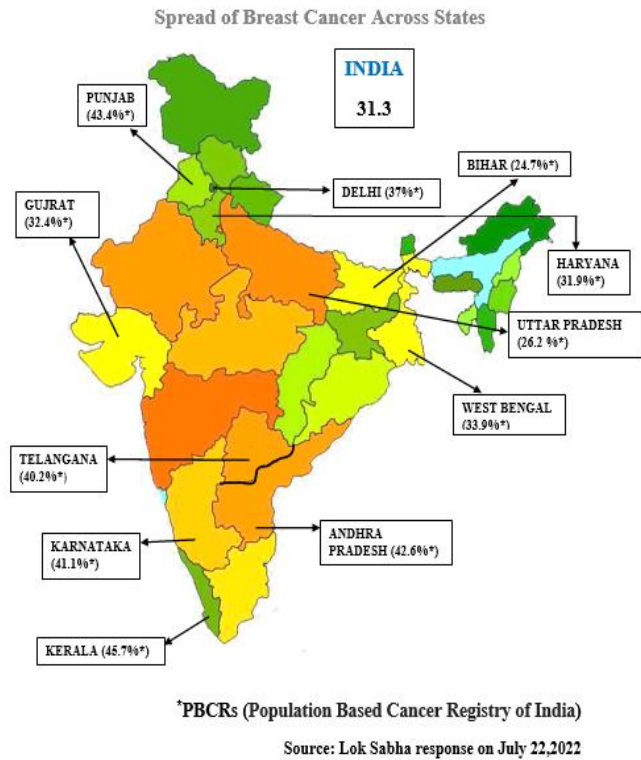 Spread of Breast Cancer Across States
INDIA
31.3
PUNJAB
(43.4%*)
BIHAR (24.7%*)
DELHI (37%*)
GUJRAT
(32.4%*)
HARYANA
(31.9%*)
UTTAR PRADESH
(26.2 %*)
WEST BENGAL
(33.9%*)
TELANGANA
(40.2%*)
ANDHRA
PRADESH (42.6%*)
KARNATAKA
(41.1%*)
KERALA (45.7%*)
*PBCRs (Population Based Cancer Registry of India)
Source: Lok Sabha response on July 22,2022